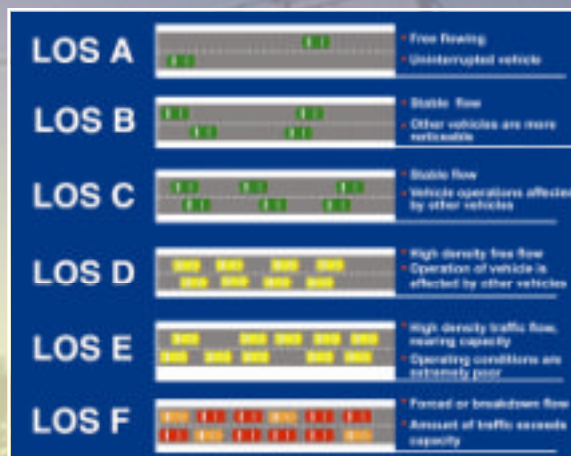 LOS A
Free flowing
Uninterrupted vehicle
LOS B
Stable flow
Other vehicles are more
noticeable
LOS C
Stable flow
Vehicle operations affected
by other vehicles
LOS D
High density free flow
Operation of vehicle is
affected by other vehicles
LOS E
High density traffic flow,
nearing capacity
Operating conditions are
extremely poor
LOS F
Forced or breakdown flow
Amount of traffic exceeds
capacity